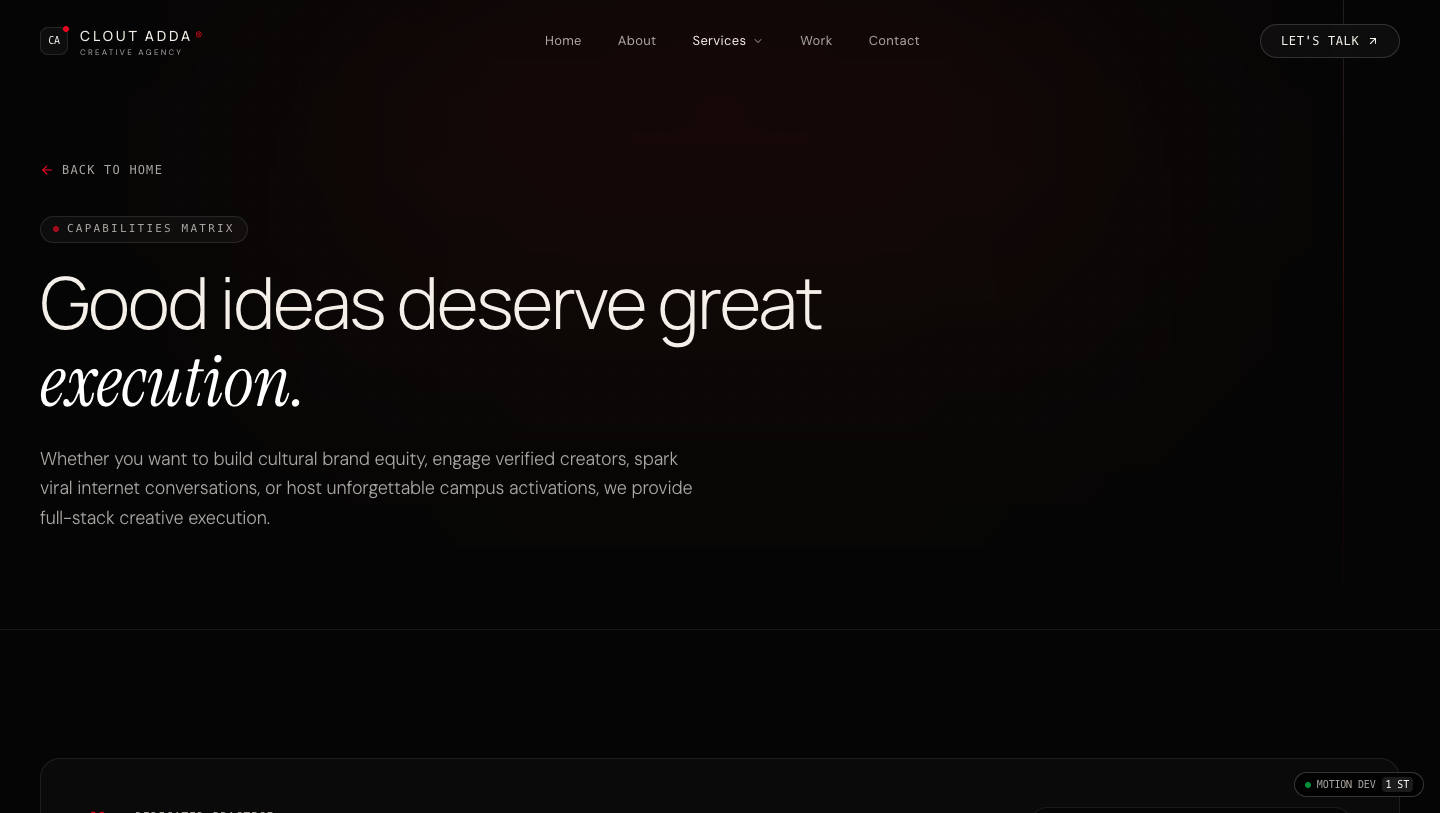 CA
CLOUT ADDA®
CREATIVE AGENCY
Home
About
Services
Work
Contact
LET'S TALK
BACK TO HOME
CAPABILITIES MATRIX
Good ideas deserve great
execution.
Whether you want to build cultural brand equity, engage verified creators, spark
viral internet conversations, or host unforgettable campus activations, we provide
full-stack creative execution.
MOTION DEV 1 ST